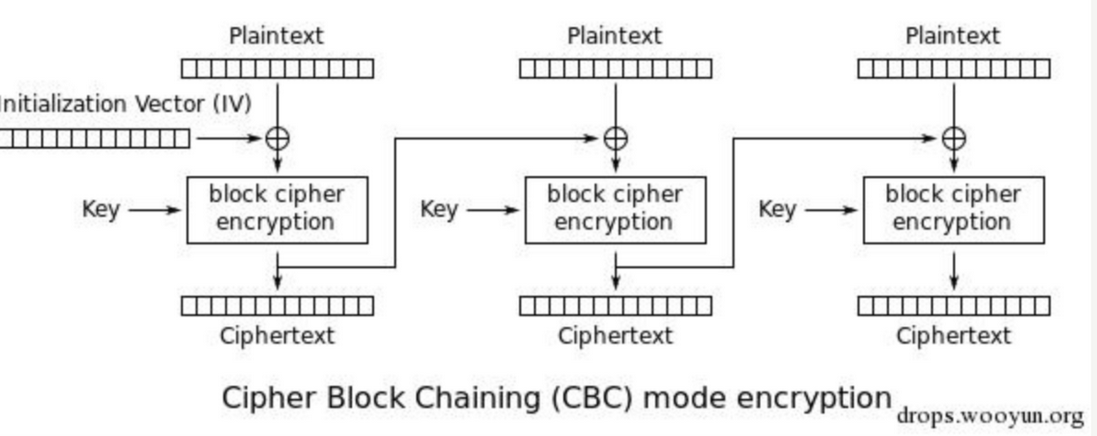 Plaintext
Plaintext
Plaintext
Initialization Vector (IV)
Key
block cipher
encryption
Key
block cipher
encryption
Key
block cipher
encryption
Ciphertext
Ciphertext
Ciphertext
Cipher Block Chaining (CBC) mode encryption
drops.wooyun.org